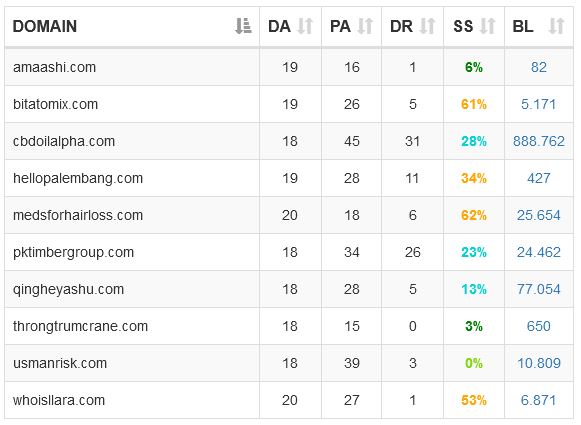 DOMAIN DA PA DR SS BL
amaashi.com 19 16 1 6% 82
bitatomix.com 19 26 5 61% 5.171
cbdoilalpha.com 18 45 31 28% 888.762
hellopalembang.com 19 28 11 34% 427
medsforhairloss.com 20 18 6 62% 25.654
pktimbergroup.com 18 34 26 23% 24.462
qingheyashu.com 18 28 5 13% 77.054
throngtrumcrane.com 18 15 0 3% 650
usmanrisk.com 18 39 3 0% 10.809
whoisllara.com 20 27 1 53% 6.871